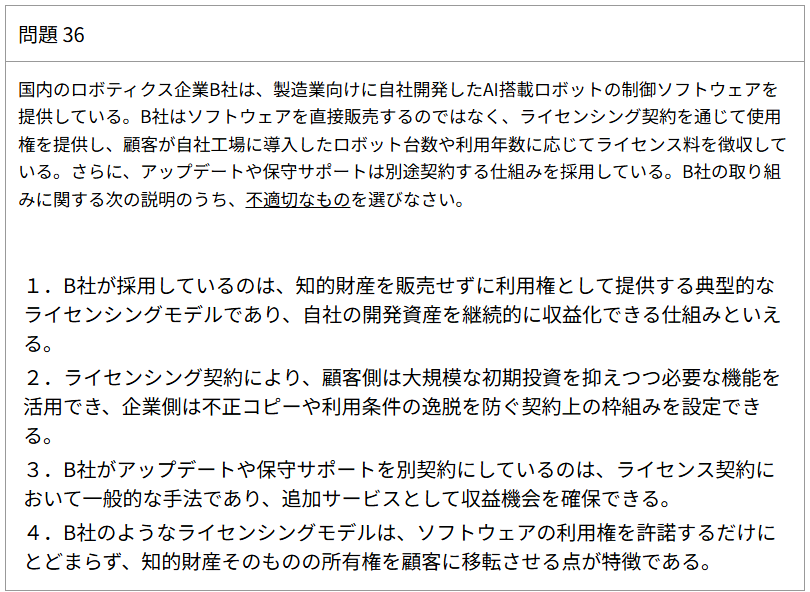 問題 36
国内のロボティクス企業B社は、製造業向けに自社開発したAI搭載ロボットの制御ソフトウェアを
提供している。B社はソフトウェアを直接販売するのではなく、ライセンシング契約を通じて使用
権を提供し、顧客が自社工場に導入したロボット台数や利用年数に応じてライセンス料を徴収して
いる。さらに、アップデートや保守サポートは別途契約する仕組みを採用している。B社の取り組
みに関する次の説明のうち、不適切なものを選びなさい。
１．B社が採用しているのは、知的財産を販売せずに利用権として提供する典型的な
ライセンシングモデルであり、自社の開発資産を継続的に収益化できる仕組みといえ
る。
２．ライセンシング契約により、顧客側は大規模な初期投資を抑えつつ必要な機能を
活用でき、企業側は不正コピーや利用条件の逸脱を防ぐ契約上の枠組みを設定でき
る。
３．B社がアップデートや保守サポートを別契約にしているのは、ライセンス契約に
おいて一般的な手法であり、追加サービスとして収益機会を確保できる。
４．B社のようなライセンシングモデルは、ソフトウェアの利用権を許諾するだけに
とどまらず、知的財産そのものの所有権を顧客に移転させる点が特徴である。